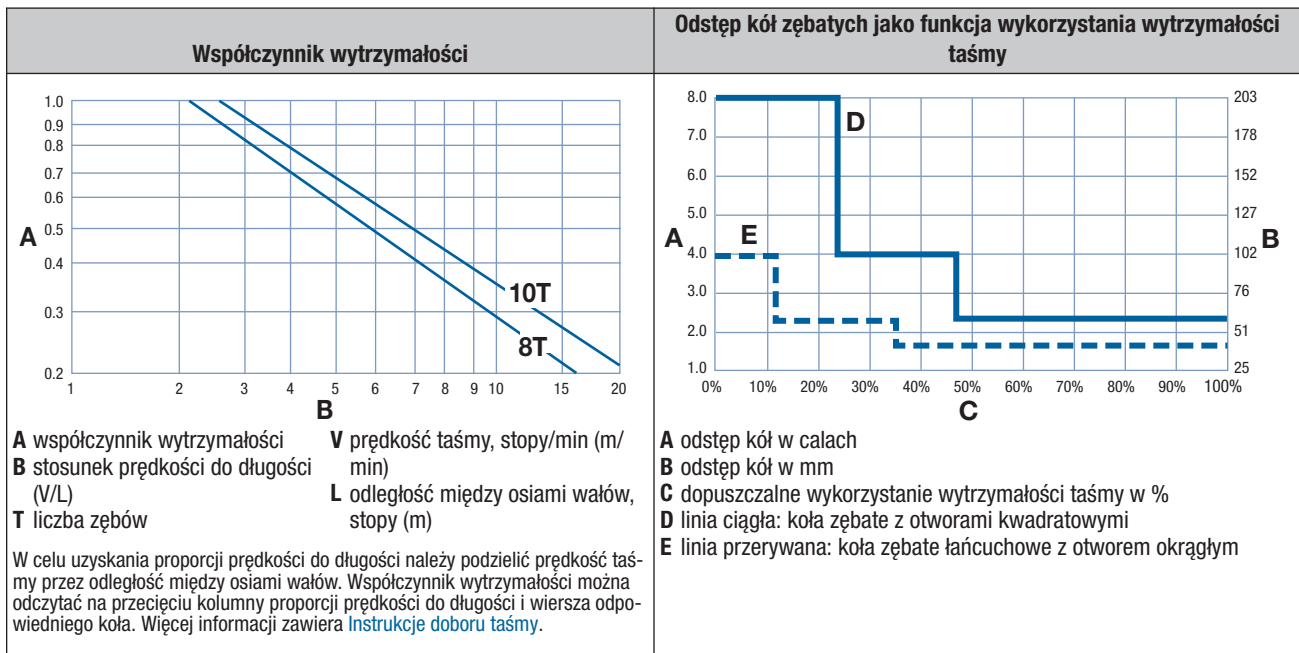 Współczynnik wytrzymałości
Odstęp kół zębatych jako funkcja wykorzystania wytrzymałości
taśmy
1.0
0.9
0.8
0.7
0.6
0.5
0.4
0.3
0.2
A
10T
8T
1 2 3 4 5 6 7 8 9 10 15 20
B
A współczynnik wytrzymałości
B stosunek prędkości do długości
(V/L)
T liczba zębów
V prędkość taśmy, stopy/min (m/
min)
L odległość między osiami wałów,
stopy (m)
W celu uzyskania proporcji prędkości do długości należy podzielić prędkość taś-
my przez odległość między osiami wałów. Współczynnik wytrzymałości można
odczytać na przecięciu kolumny proporcji prędkości do długości i wiersza odpo-
wiedniego koła. Więcej informacji zawiera Instrukcje doboru taśmy.
8.0
7.0
6.0
5.0
4.0
3.0
2.0
1.0
A
D
E
203
178
152
127
102
76
51
25
B
0% 10% 20% 30% 40% 50% 60% 70% 80% 90% 100%
C
A odstęp kół w calach
B odstęp kół w mm
C dopuszczalne wykorzystanie wytrzymałości taśmy w %
D linia ciągła: koła zębate z otworami kwadratowymi
E linia przerywana: koła zębate łańcuchowe z otworem okrągłym